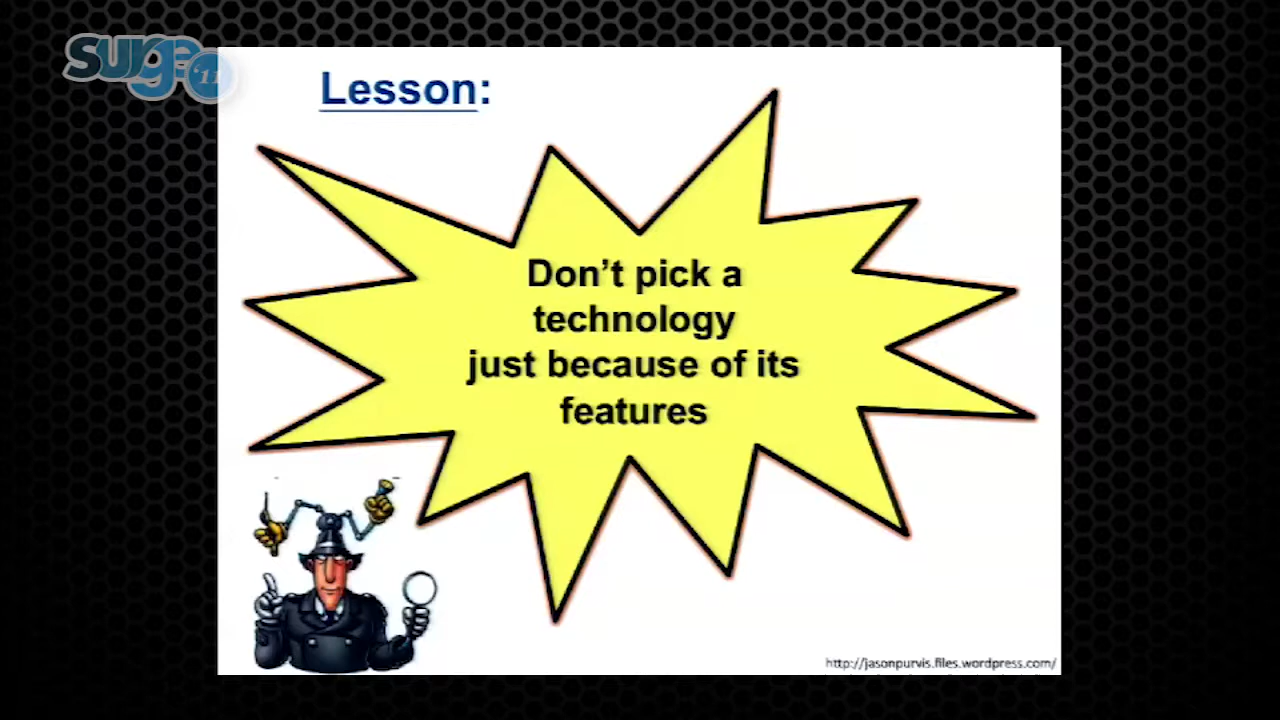 surge
'11
Lesson:
Don't pick a
technology
just because of its
features
http://jasonpurvis.files.wordpress.com/